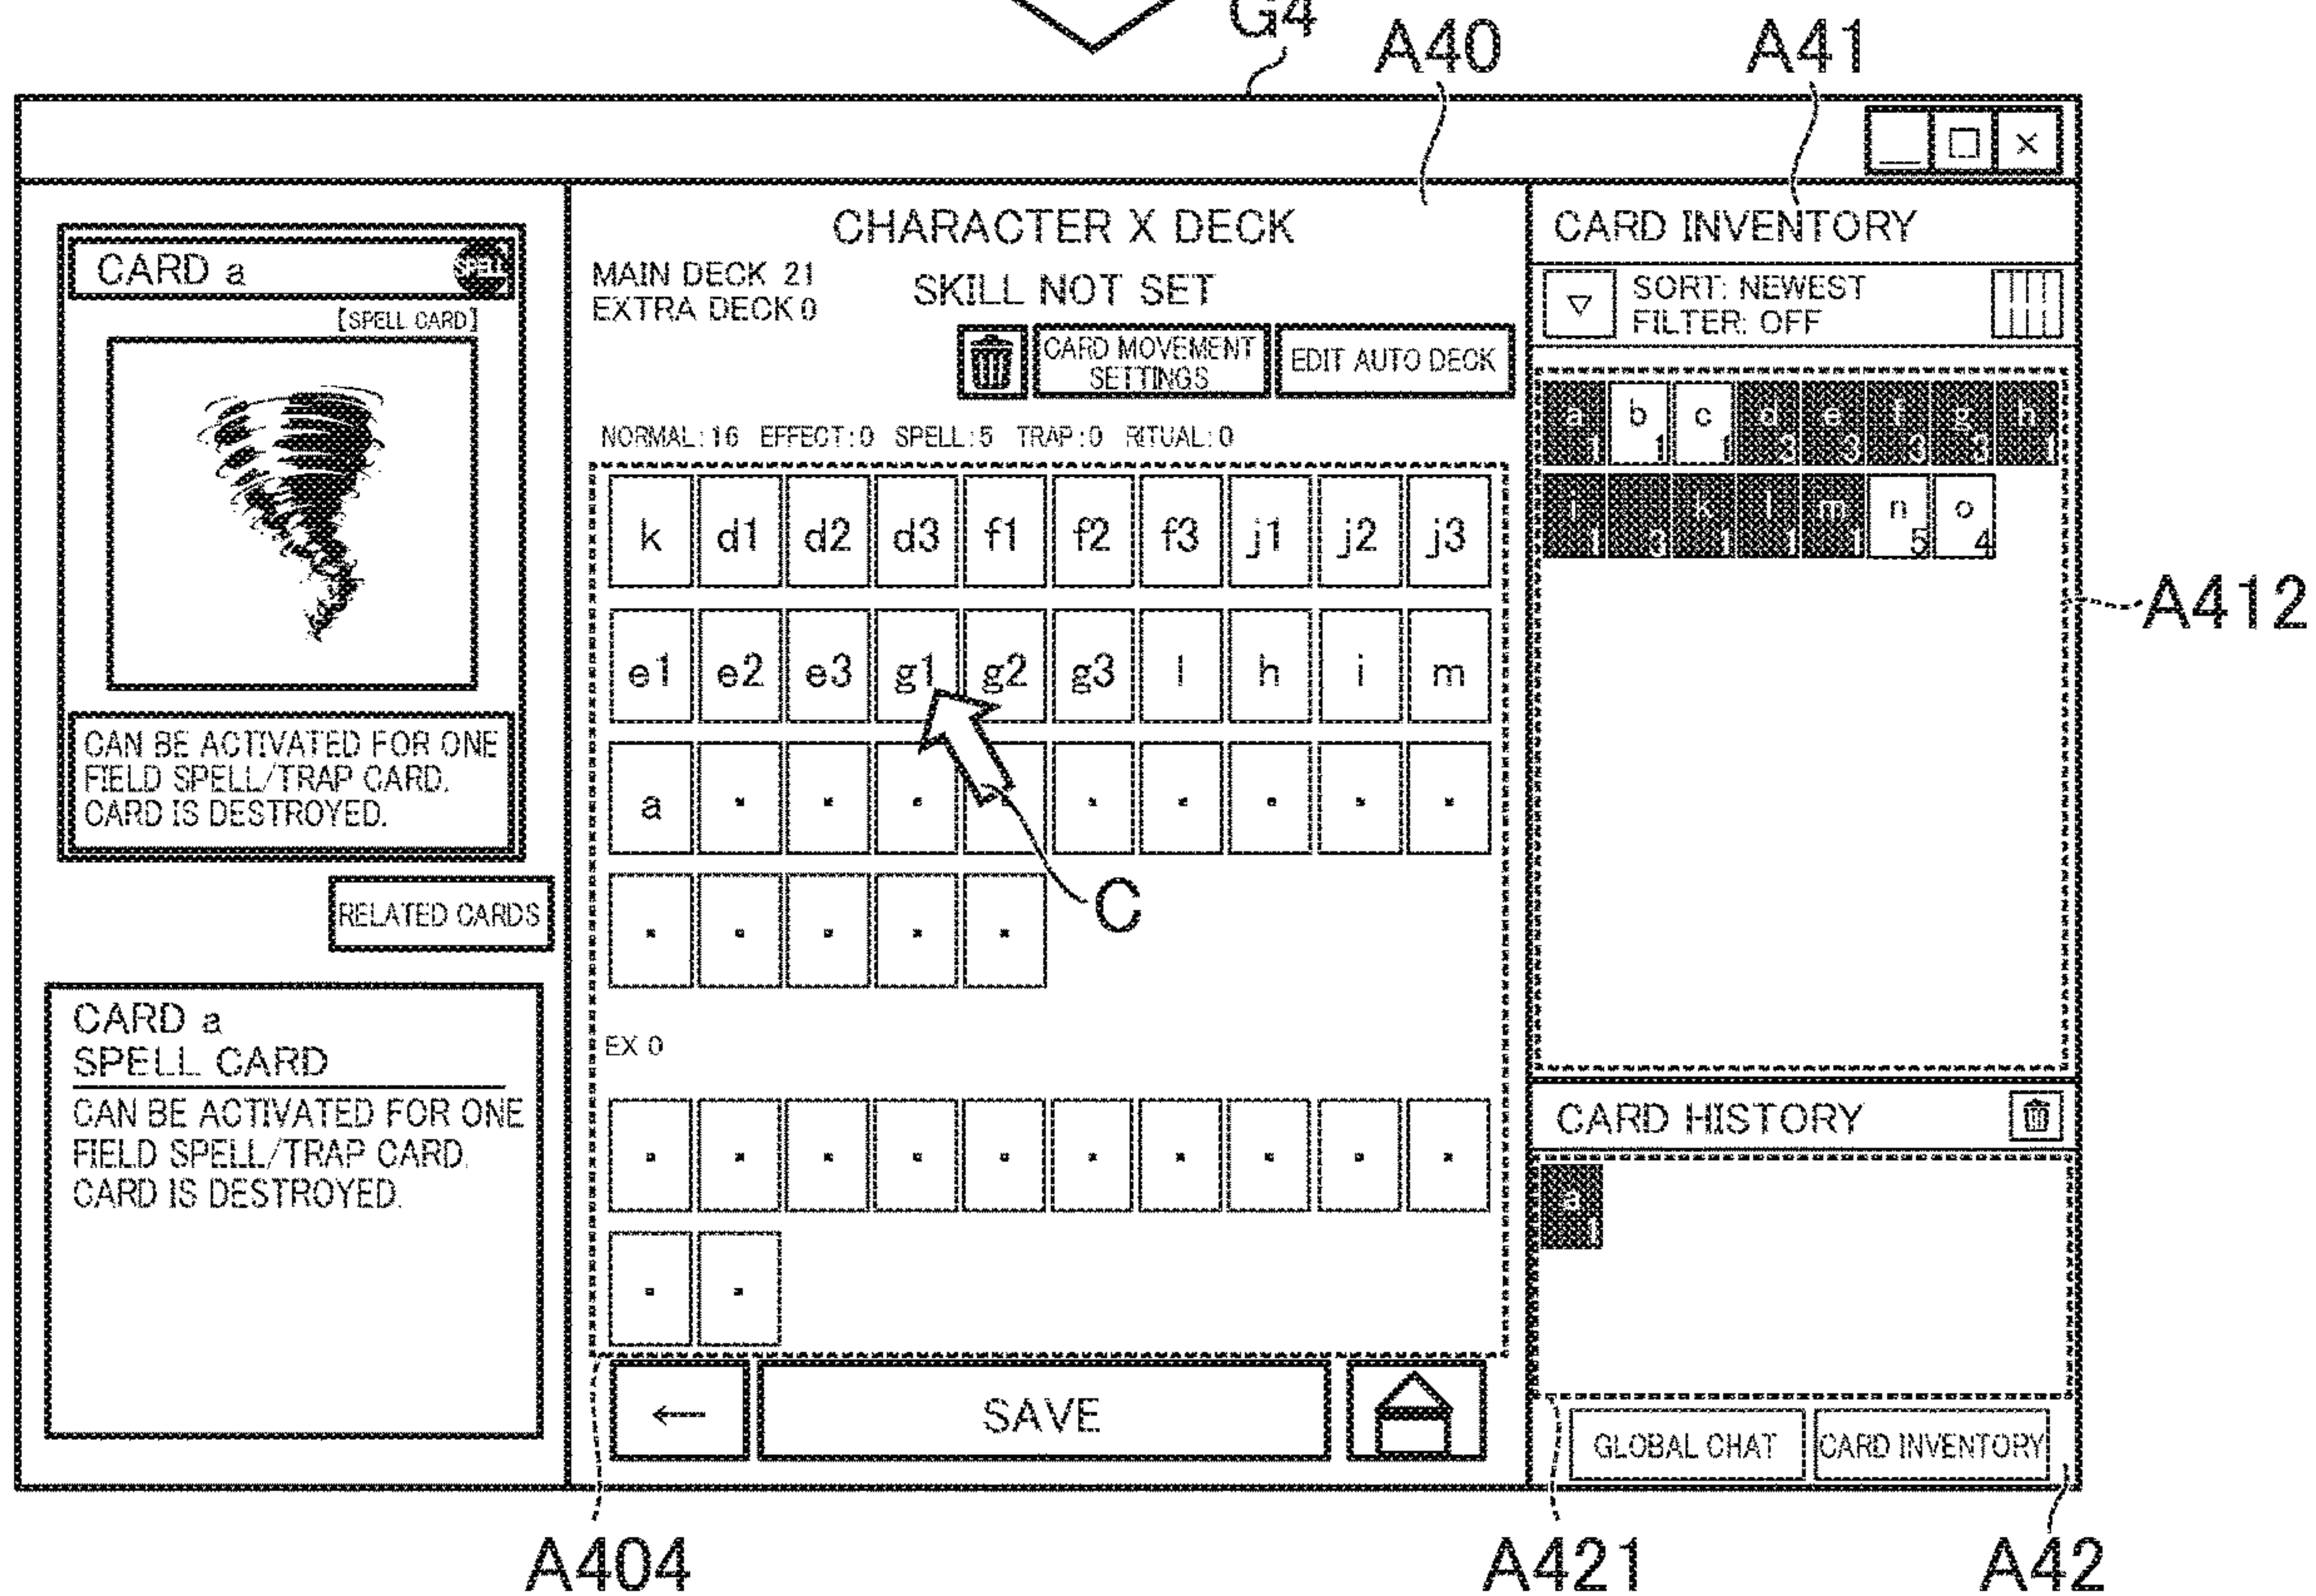 G4
A40
A41
CARD a
SPELL
[SPELL CARD]
CAN BE ACTIVATED FOR ONE
FIELD SPELL/TRAP CARD.
CARD IS DESTROYED.
RELATED CARDS
CARD a
SPELL CARD
CAN BE ACTIVATED FOR ONE
FIELD SPELL/TRAP CARD.
CARD IS DESTROYED.
CHARACTER X DECK
MAIN DECK 21
EXTRA DECK 0
SKILL NOT SET
CARD MOVEMENT
SETTINGS
EDIT AUTO DECK
NORMAL:16 EFFECT:0 SPELL:5 TRAP:0 RITUAL:0
k d1 d2 d3 f1 f2 f3 j1 j2 j3
e1 e2 e3 g1 g2 g3 l h i m
a
C
EX 0
←
SAVE
CARD INVENTORY
SORT: NEWEST
FILTER: OFF
a b c d e f g h
1 1 1 3 3 3 3 1
i k l m n o
1 3 1 1 1 5 4
A412
CARD HISTORY
a
1
GLOBAL CHAT
CARD INVENTORY
A404
A421
A42